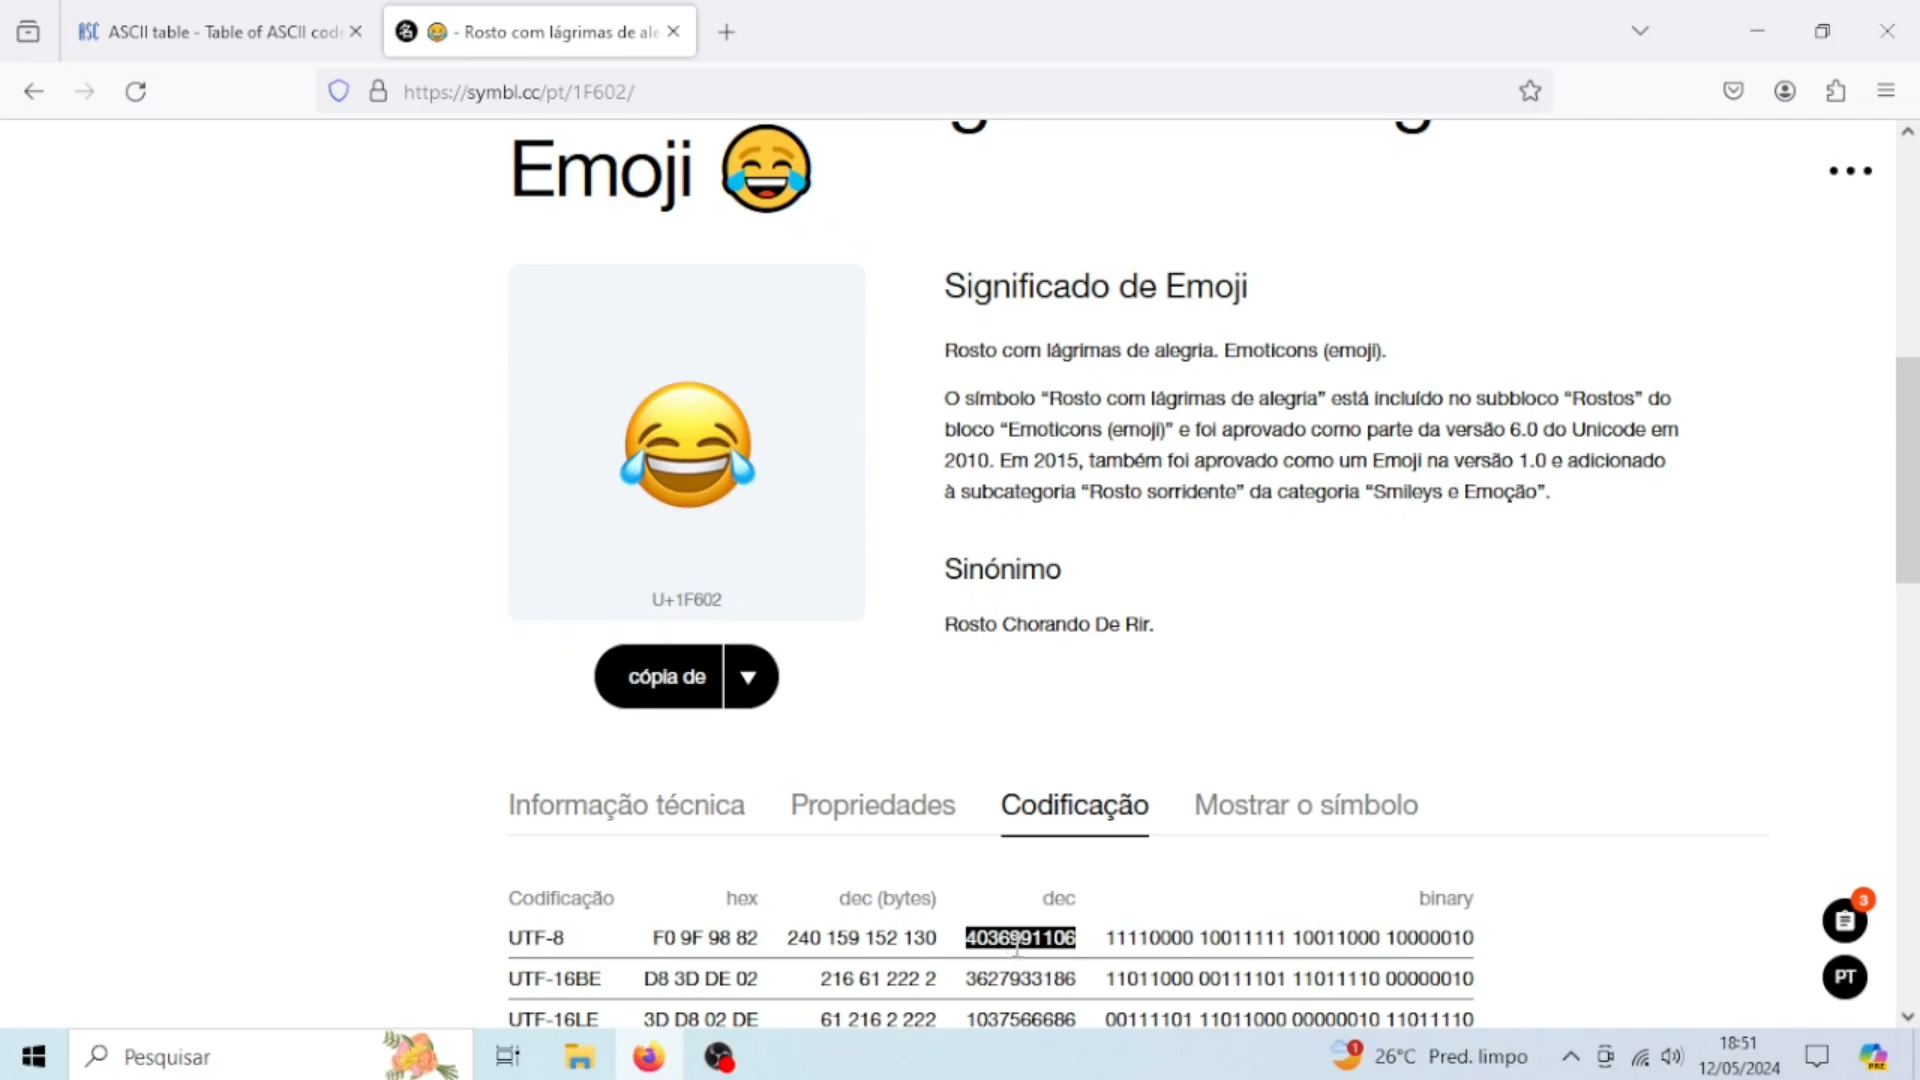 ASC ASCII table - Table of ASCII cod
名 😂 - Rosto com lágrimas de ale
https://symbl.cc/pt/1F602/
Emoji 😂
Significado de Emoji
Rosto com lágrimas de alegria. Emoticons (emoji).
O símbolo “Rosto com lágrimas de alegria” está incluído no subbloco “Rostos” do
bloco “Emoticons (emoji)” e foi aprovado como parte da versão 6.0 do Unicode em
2010. Em 2015, também foi aprovado como um Emoji na versão 1.0 e adicionado
à subcategoria “Rosto sorridente” da categoria “Smileys e Emoção”.
U+1F602
Sinónimo
Rosto Chorando De Rir.
cópia de
Informação técnica Propriedades Codificação Mostrar o símbolo
Codificação hex dec (bytes) dec binary
UTF-8 F0 9F 98 82 240 159 152 130 4036991106 11110000 10011111 10011000 10000010
UTF-16BE D8 3D DE 02 216 61 222 2 3627933186 11011000 00111101 11011110 00000010
UTF-16LE 3D D8 02 DE 61 216 2 222 1037566686 00111101 11011000 00000010 11011110
3
PT
Pesquisar
1
26°C Pred. limpo
18:51
12/05/2024
PRE